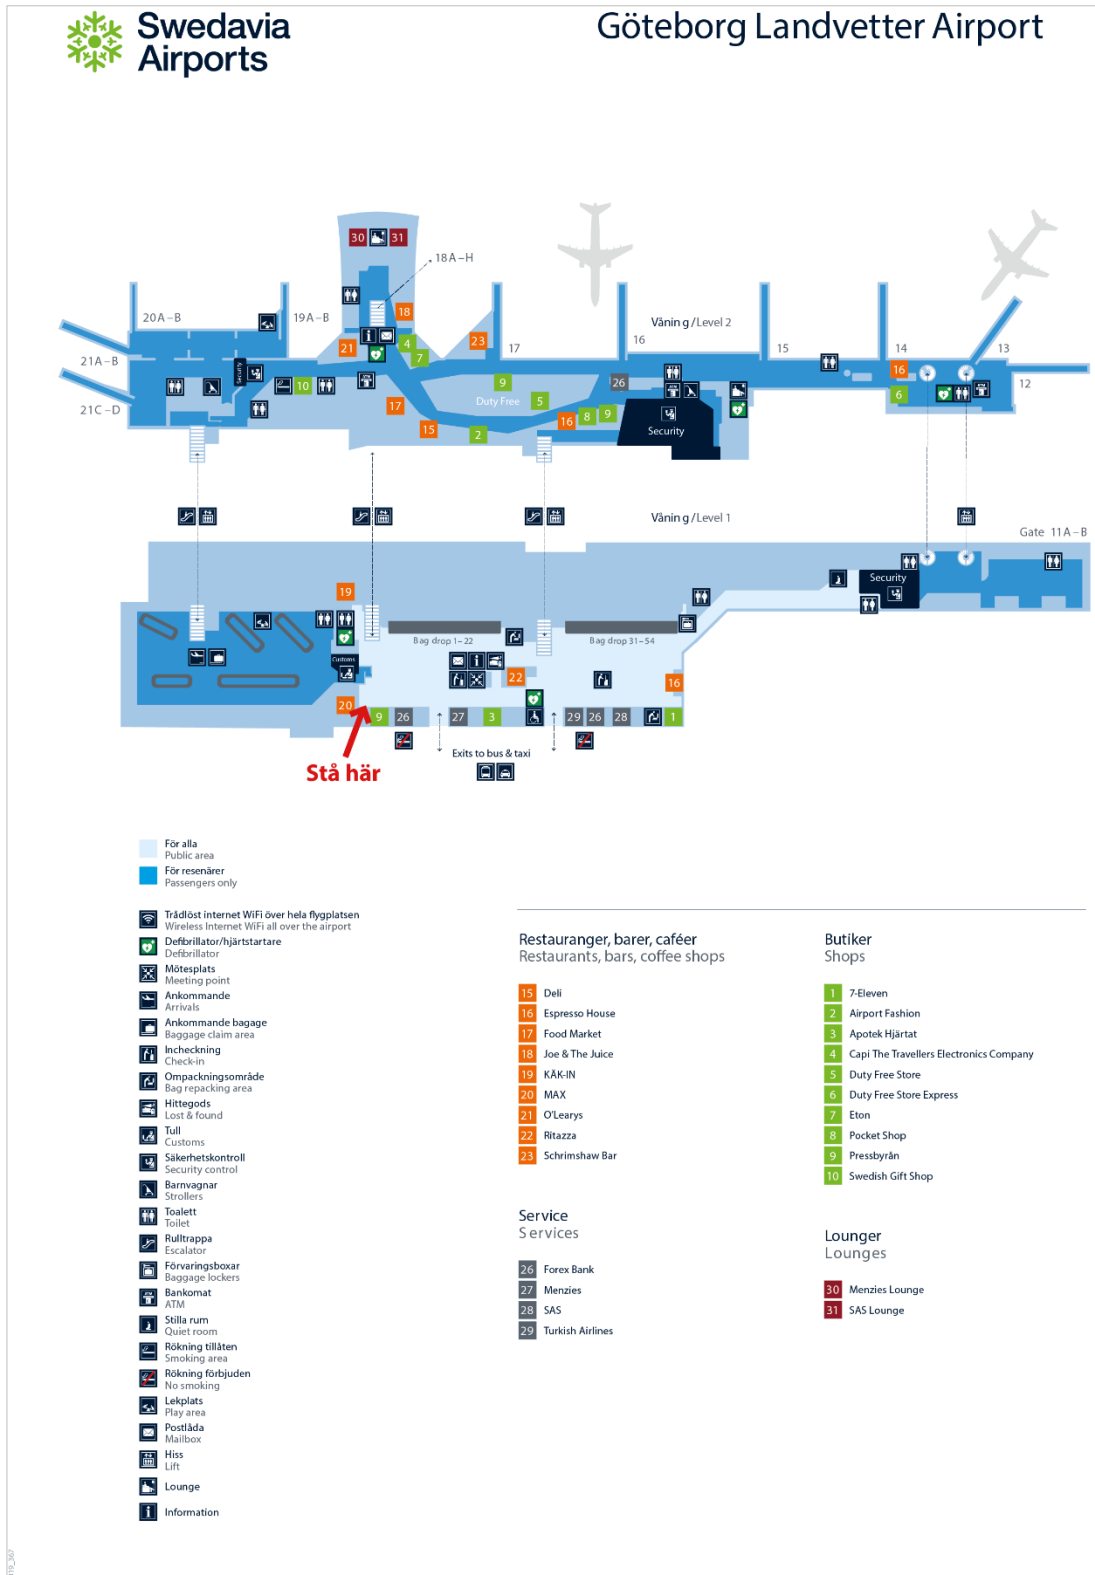 Swedavia
Airports
Göteborg Landvetter Airport
30
31
18A–H
20A–B
19A–B
18
21
4
7
23
17
Våning/Level 2
16
15
14
13
12
21A–B
21C–D
Security
10
9
26
16
6
Duty Free
5
17
15
2
16
8
9
Security
Våning/Level 1
Gate 11A–B
Security
19
Bag drop 1–22
Bag drop 31–54
Customs
22
16
20
9
26
27
3
29
26
28
1
Exits to bus & taxi
Stå här
För alla
Public area
För resenärer
Passengers only
Trådlöst internet WiFi över hela flygplatsen
Wireless Internet WiFi all over the airport
Defibrillator/hjärtstartare
Defibrillator
Mötesplats
Meeting point
Ankommande
Arrivals
Ankommande bagage
Baggage claim area
Incheckning
Check-in
Ompackningsområde
Bag repacking area
Hittegods
Lost & found
Tull
Customs
Säkerhetskontroll
Security control
Barnvagnar
Strollers
Toalett
Toilet
Rulltrappa
Escalator
Förvaringsboxar
Baggage lockers
Bankomat
ATM
Stilla rum
Quiet room
Rökning tillåten
Smoking area
Rökning förbjuden
No smoking
Lekplats
Play area
Postlåda
Mailbox
Hiss
Lift
Lounge
Information
Restauranger, barer, caféer
Restaurants, bars, coffee shops
15 Deli
16 Espresso House
17 Food Market
18 Joe & The Juice
19 KÄK-IN
20 MAX
21 O'Learys
22 Ritazza
23 Schrimshaw Bar
Service
Services
26 Forex Bank
27 Menzies
28 SAS
29 Turkish Airlines
Butiker
Shops
1 7-Eleven
2 Airport Fashion
3 Apotek Hjärtat
4 Capi The Travellers Electronics Company
5 Duty Free Store
6 Duty Free Store Express
7 Eton
8 Pocket Shop
9 Pressbyrån
10 Swedish Gift Shop
Lounger
Lounges
30 Menzies Lounge
31 SAS Lounge